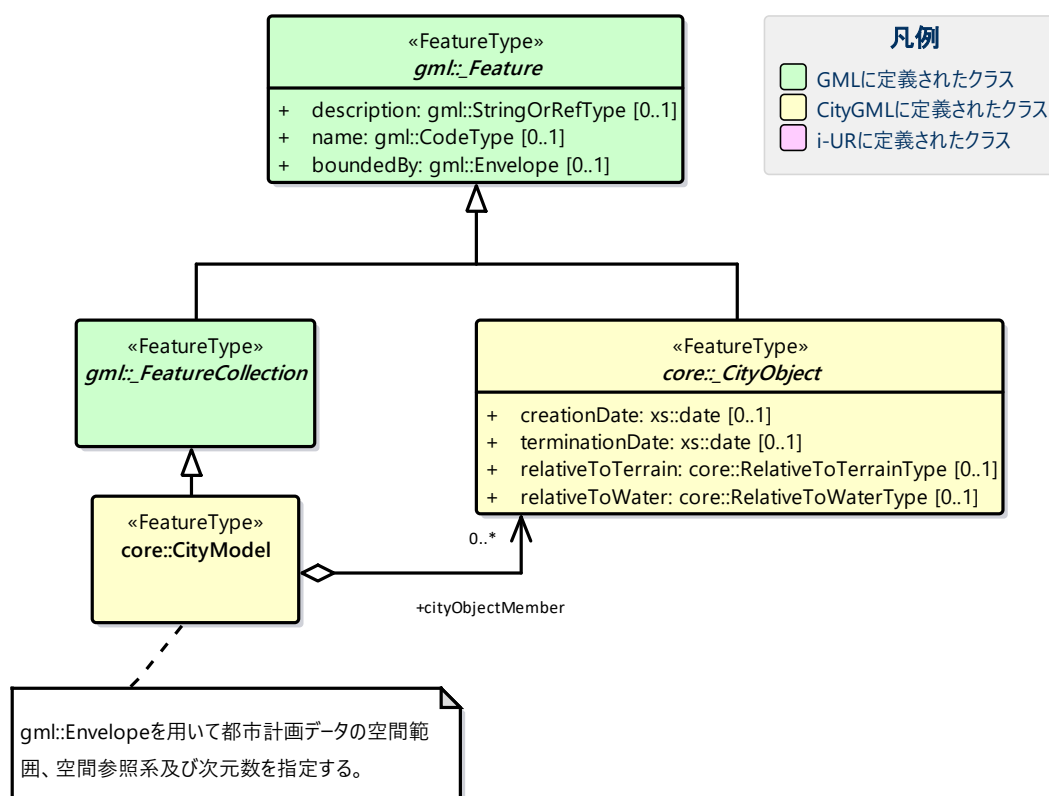 «FeatureType»
gml::_Feature
+ description: gml::StringOrRefType [0..1]
+ name: gml::CodeType [0..1]
+ boundedBy: gml::Envelope [0..1]
凡例
GMLに定義されたクラス
CityGMLに定義されたクラス
i-URに定義されたクラス
«FeatureType»
gml::_FeatureCollection
«FeatureType»
core::_CityObject
+ creationDate: xs::date [0..1]
+ terminationDate: xs::date [0..1]
+ relativeToTerrain: core::RelativeToTerrainType [0..1]
+ relativeToWater: core::RelativeToWaterType [0..1]
«FeatureType»
core::CityModel
0..*
+cityObjectMember
gml::Envelopeを用いて都市計画データの空間範
囲、空間参照系及び次元数を指定する。